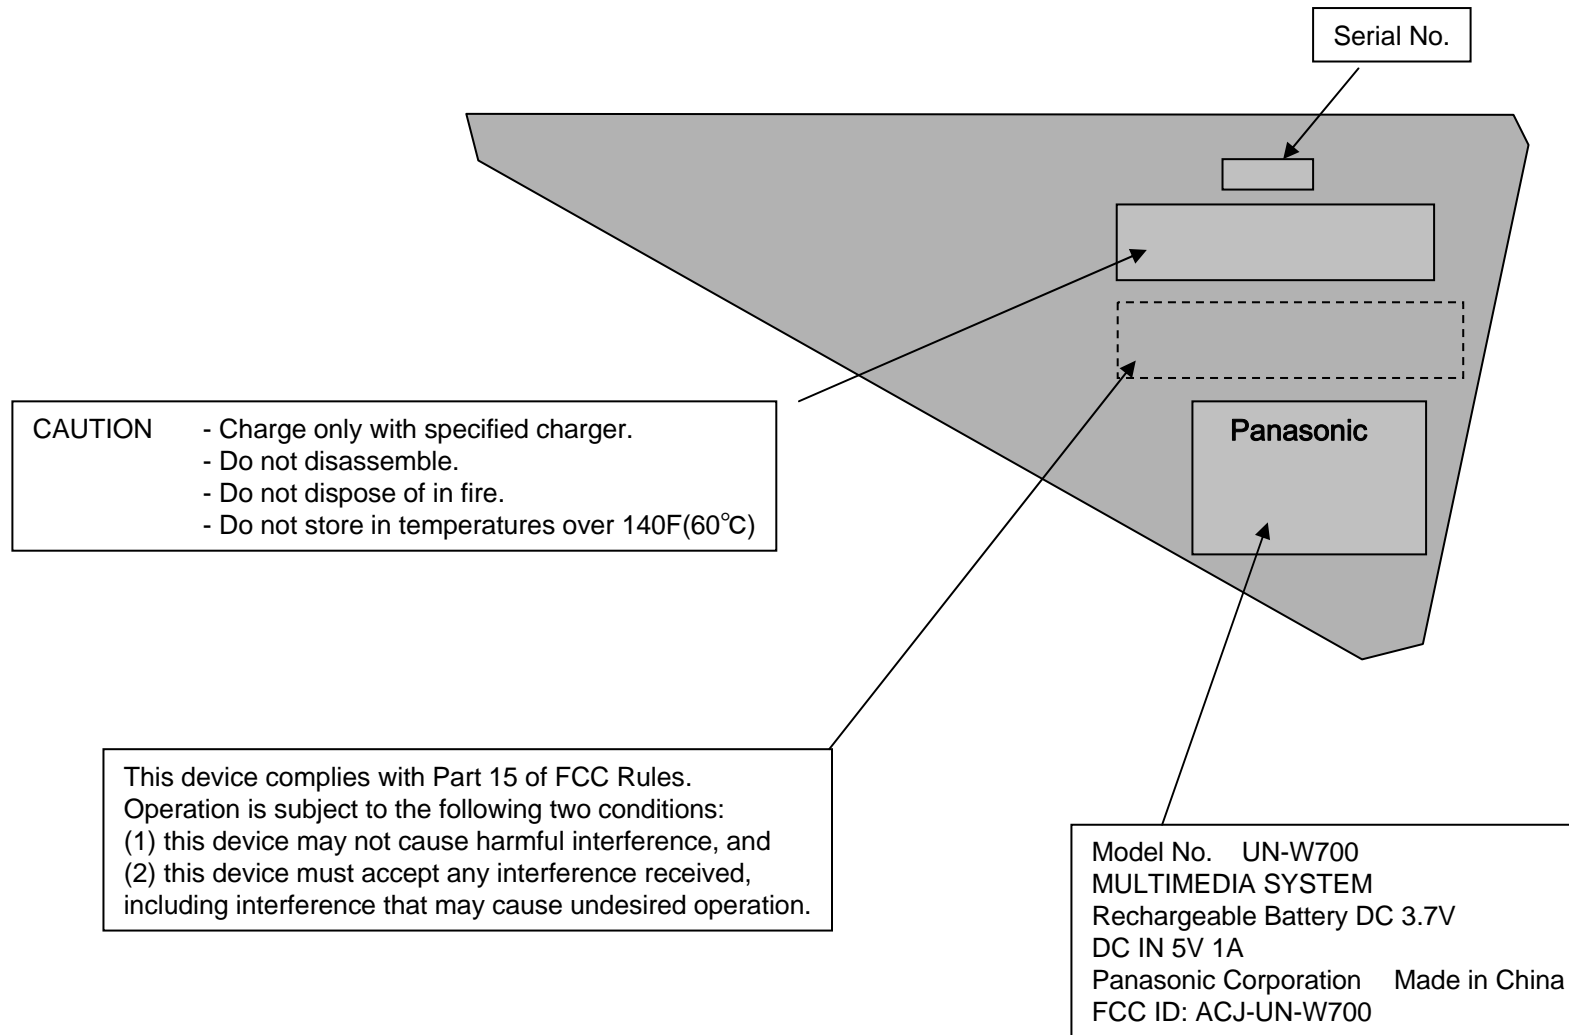 Serial No.
CAUTION - Charge only with specified charger.
- Do not disassemble.
- Do not dispose of in fire.
- Do not store in temperatures over 140F(60℃)
Panasonic
This device complies with Part 15 of FCC Rules.
Operation is subject to the following two conditions:
(1) this device may not cause harmful interference, and
(2) this device must accept any interference received,
including interference that may cause undesired operation.
Model No. UN-W700
MULTIMEDIA SYSTEM
Rechargeable Battery DC 3.7V
DC IN 5V 1A
Panasonic Corporation Made in China
FCC ID: ACJ-UN-W700